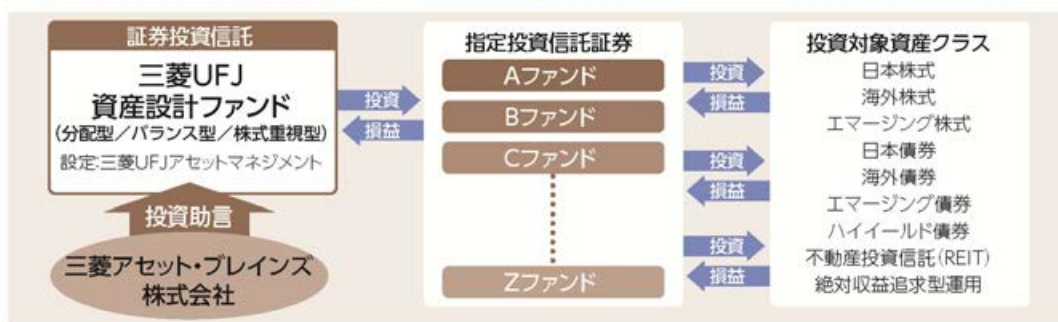 証券投資信託
三菱UFJ
資産設計ファンド
(分配型/バランス型/株式重視型)
設定:三菱UFJアセットマネジメント
投資助言
三菱アセット・ブレインズ
株式会社
投資
損益
指定投資信託証券
Aファンド
Bファンド
Cファンド
Zファンド
投資
損益
投資
損益
投資
損益
投資対象資産クラス
日本株式
海外株式
エマージング株式
日本債券
海外債券
エマージング債券
ハイイールド債券
不動産投資信託(REIT)
絶対収益追求型運用